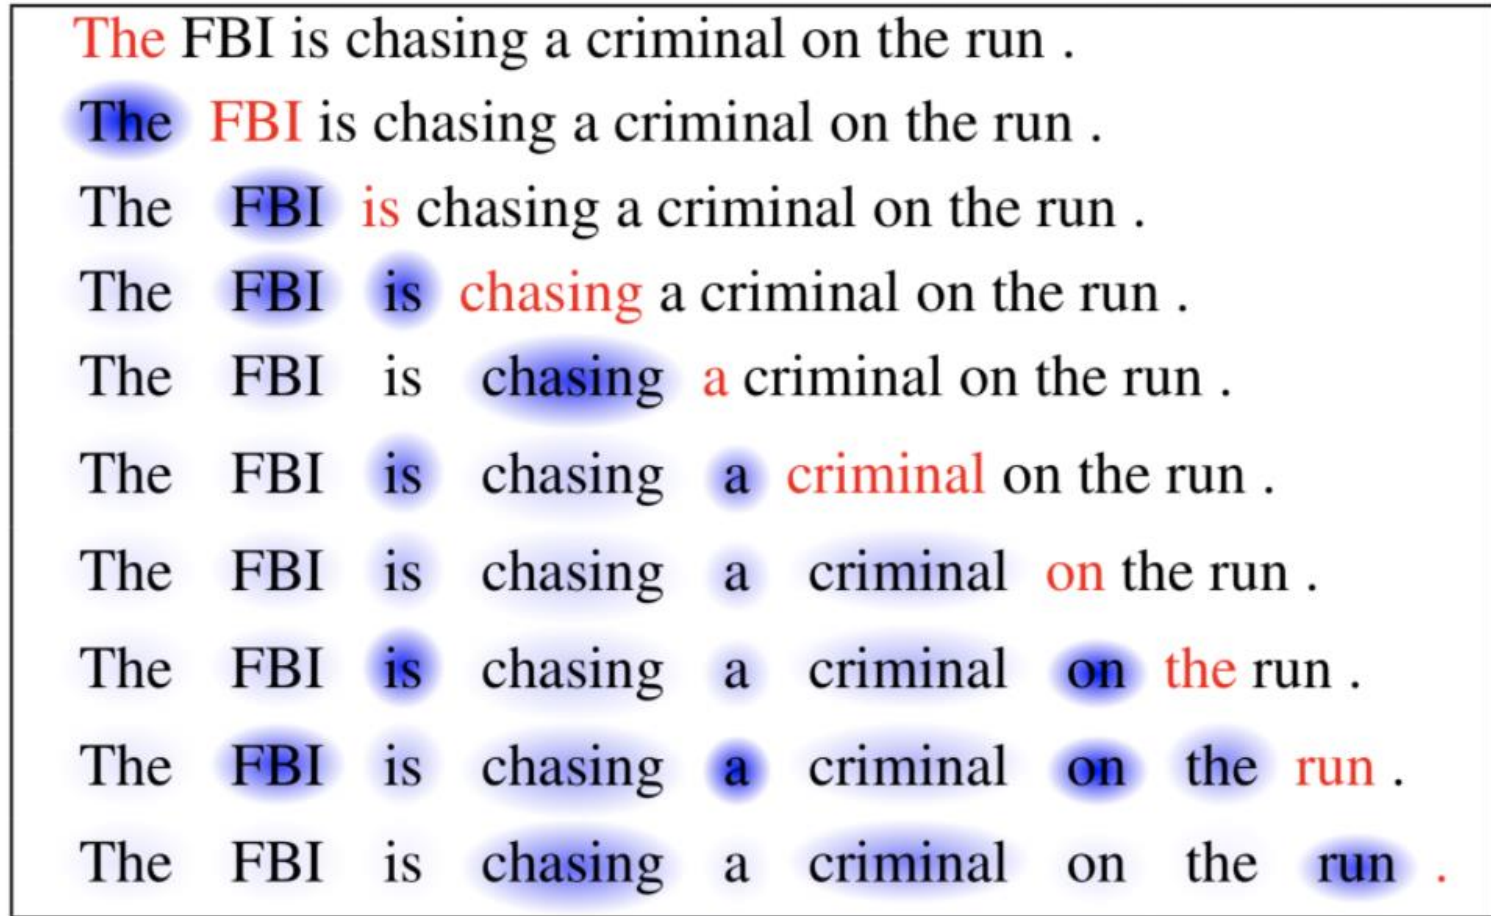 The FBI is chasing a criminal on the run .
The FBI is chasing a criminal on the run .
The FBI is chasing a criminal on the run .
The FBI is chasing a criminal on the run .
The FBI is chasing a criminal on the run .
The FBI is chasing a criminal on the run .
The FBI is chasing a criminal on the run .
The FBI is chasing a criminal on the run .
The FBI is chasing a criminal on the run .
The FBI is chasing a criminal on the run .